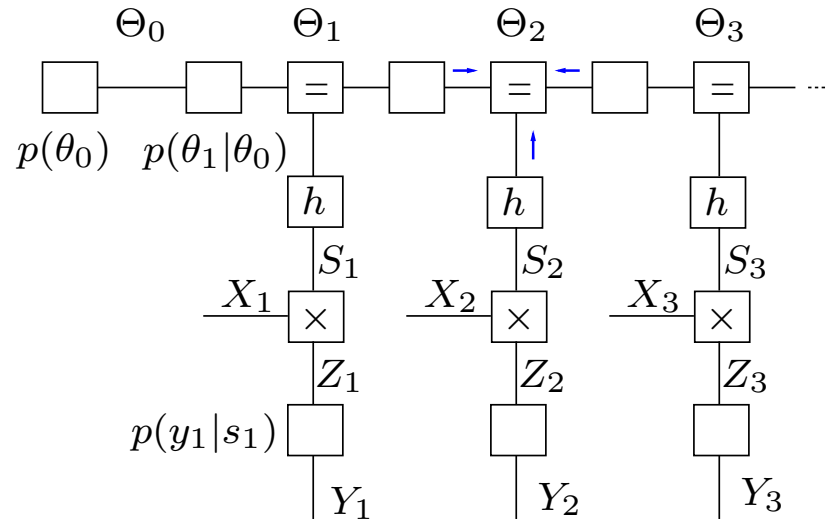 Θ₀ Θ₁ Θ₂ Θ₃
= = = ...
p(θ₀) p(θ₁|θ₀)
h h h
S₁ S₂ S₃
X₁ X₂ X₃
× × ×
Z₁ Z₂ Z₃
p(y₁|s₁)
Y₁ Y₂ Y₃